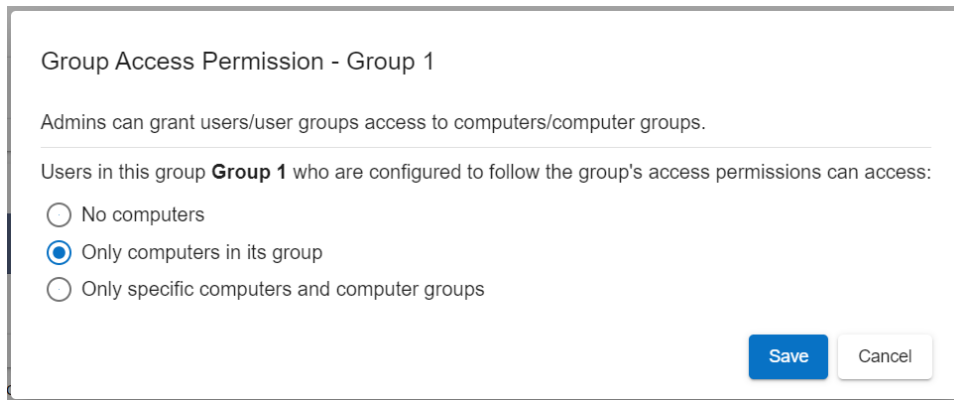 Group Access Permission - Group 1
Admins can grant users/user groups access to computers/computer groups.
Users in this group Group 1 who are configured to follow the group's access permissions can access:
No computers
Only computers in its group
Only specific computers and computer groups
Save Cancel